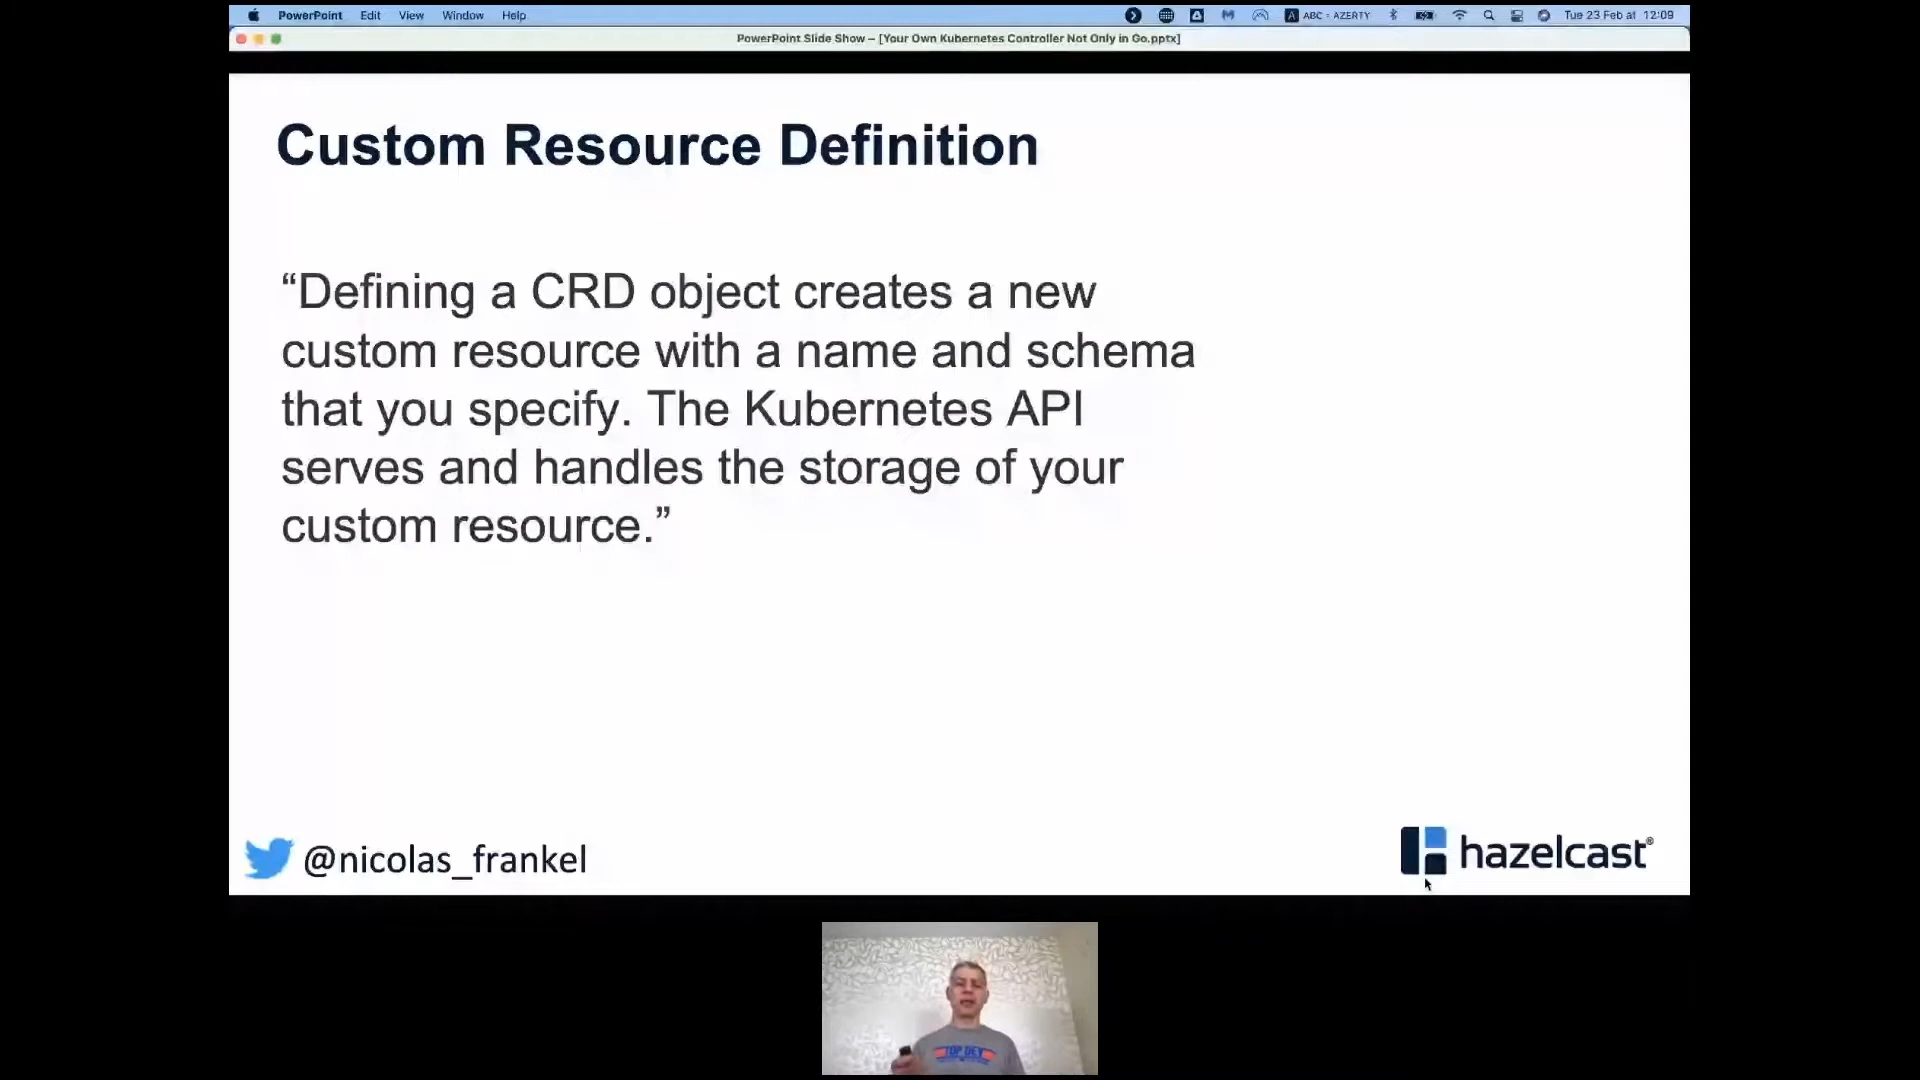 PowerPoint Edit View Window Help ABC - AZERTY Tue 23 Feb at 12:09
PowerPoint Slide Show – [Your Own Kubernetes Controller Not Only in Go.pptx]
Custom Resource Definition
“Defining a CRD object creates a new
custom resource with a name and schema
that you specify. The Kubernetes API
serves and handles the storage of your
custom resource.”
@nicolas_frankel
hazelcast®
TOP DEV